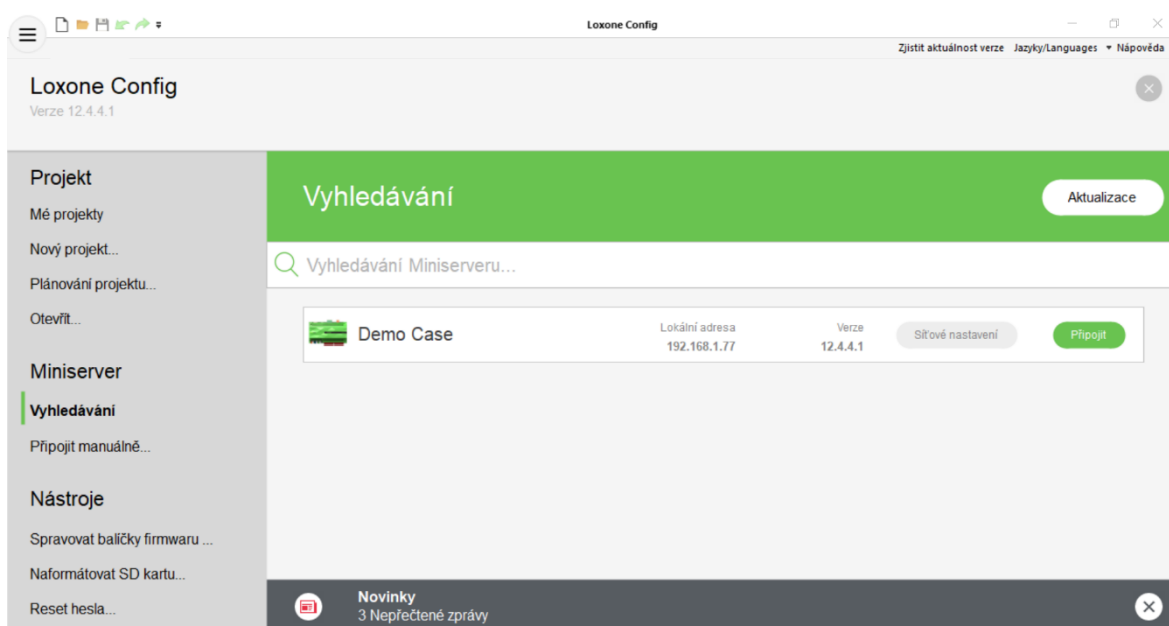 Loxone Config
Zjistit aktuálnost verze Jazyky/Languages Nápověda
Loxone Config
Verze 12.4.4.1
Projekt
Mé projekty
Nový projekt...
Plánování projektu...
Otevřít...
Miniserver
Vyhledávání
Připojit manuálně...
Nástroje
Spravovat balíčky firmwaru ...
Naformátovat SD kartu...
Reset hesla...
Vyhledávání
Aktualizace
Vyhledávání Miniserveru...
Demo Case
Lokální adresa
192.168.1.77
Verze
12.4.4.1
Síťové nastavení
Připojit
Novinky
3 Nepřečtené zprávy